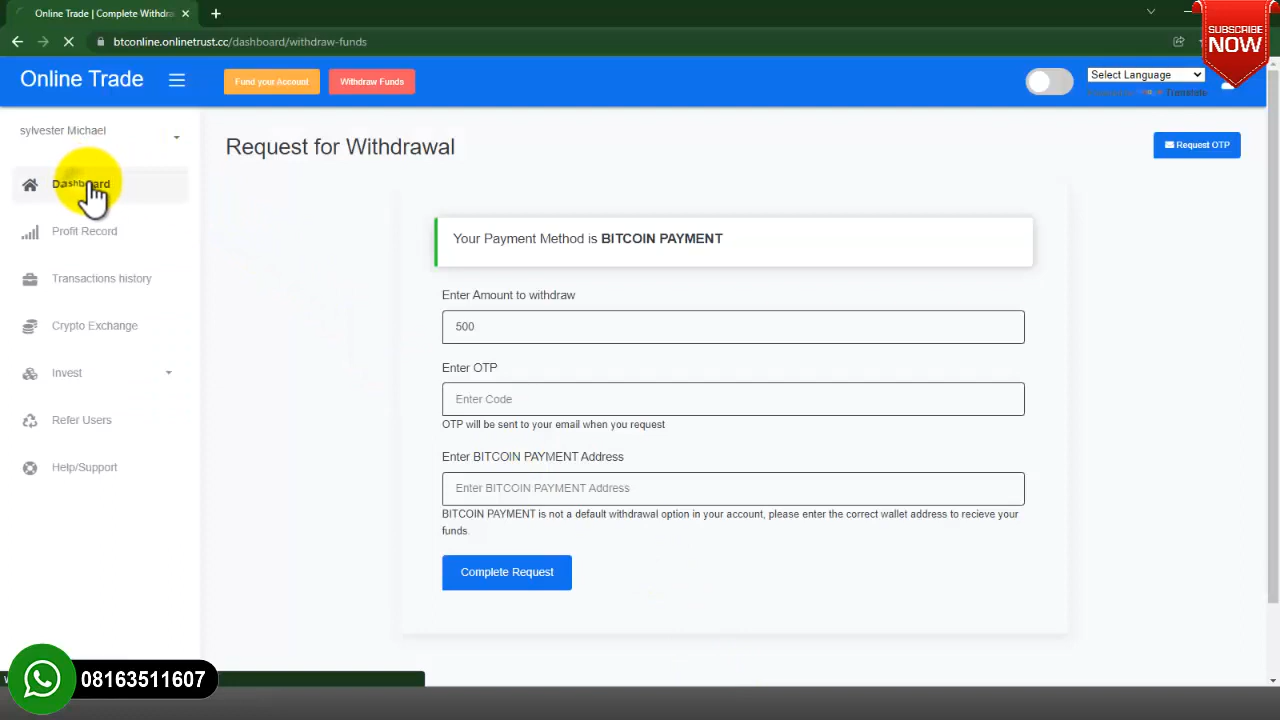 Online Trade | Complete Withdra
btconline.onlinetrust.cc/dashboard/withdraw-funds
SUBSCRIBE
NOW
Online Trade
Fund your Account
Withdraw Funds
Select Language
Translate
sylvester Michael
Request for Withdrawal
Request OTP
Dashboard
Profit Record
Transactions history
Crypto Exchange
Invest
Refer Users
Help/Support
Your Payment Method is BITCOIN PAYMENT
Enter Amount to withdraw
500
Enter OTP
Enter Code
OTP will be sent to your email when you request
Enter BITCOIN PAYMENT Address
Enter BITCOIN PAYMENT Address
BITCOIN PAYMENT is not a default withdrawal option in your account, please enter the correct wallet address to recieve your
funds.
Complete Request
08163511607